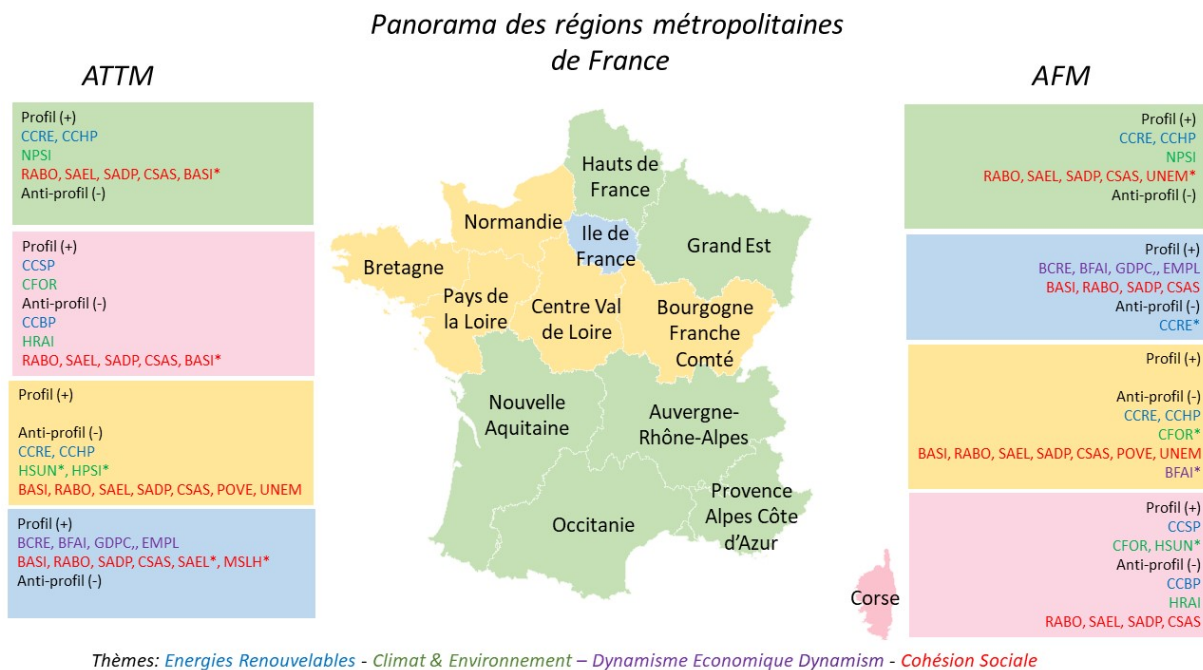 Panorama des régions métropolitaines
de France
ATTM
Profil (+)
CCRE, CCHP
NPSI
RABO, SAEL, SADP, CSAS, BASI*
Anti-profil (-)
Profil (+)
CCSP
CFOR
Anti-profil (-)
CCBP
HRAI
RABO, SAEL, SADP, CSAS, BASI*
Profil (+)
Anti-profil (-)
CCRE, CCHP
HSUN*, HPSI*
BASI, RABO, SAEL, SADP, CSAS, POVE, UNEM
Profil (+)
BCRE, BFAI, GDPC,, EMPL
BASI, RABO, SADP, CSAS, SAEL*, MSLH*
Anti-profil (-)
Hauts de
France
Normandie
Ile de
France
Grand Est
Bretagne
Pays de
la Loire
Centre Val
de Loire
Bourgogne
Franche
Comté
Nouvelle
Aquitaine
Auvergne-
Rhône-Alpes
Occitanie
Provence
Alpes Côte
d'Azur
Corse
AFM
Profil (+)
CCRE, CCHP
NPSI
RABO, SAEL, SADP, CSAS, UNEM*
Anti-profil (-)
Profil (+)
BCRE, BFAI, GDPC,, EMPL
BASI, RABO, SADP, CSAS
Anti-profil (-)
CCRE*
Profil (+)
Anti-profil (-)
CCRE, CCHP
CFOR*
BASI, RABO, SAEL, SADP, CSAS, POVE, UNEM
BFAI*
Profil (+)
CCSP
CFOR, HSUN*
Anti-profil (-)
CCBP
HRAI
RABO, SAEL, SADP, CSAS
Thèmes: Energies Renouvelables - Climat & Environnement – Dynamisme Economique Dynamism - Cohésion Sociale